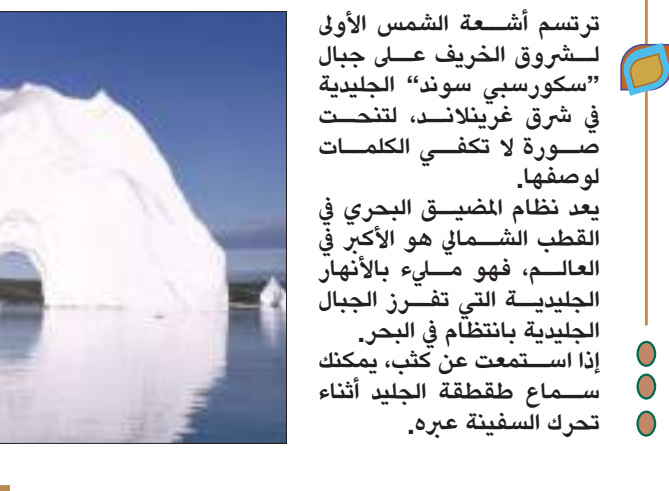 ترتسم أشعة الشمس الأولى
لشروق الخريف على جبال
”سكورسبي سوند“ الجليدية
في شرق غرينلاند، لتنحت
صورة لا تكفي الكلمات
لوصفها.
يعد نظام المضيق البحري في
القطب الشمالي هو الأكبر في
العالم، فهو مليء بالأنهار
الجليدية التي تفرز الجبال
الجليدية بانتظام في البحر.
إذا استمعت عن كثب، يمكنك
سماع طقطقة الجليد أثناء
تحرك السفينة عبره.